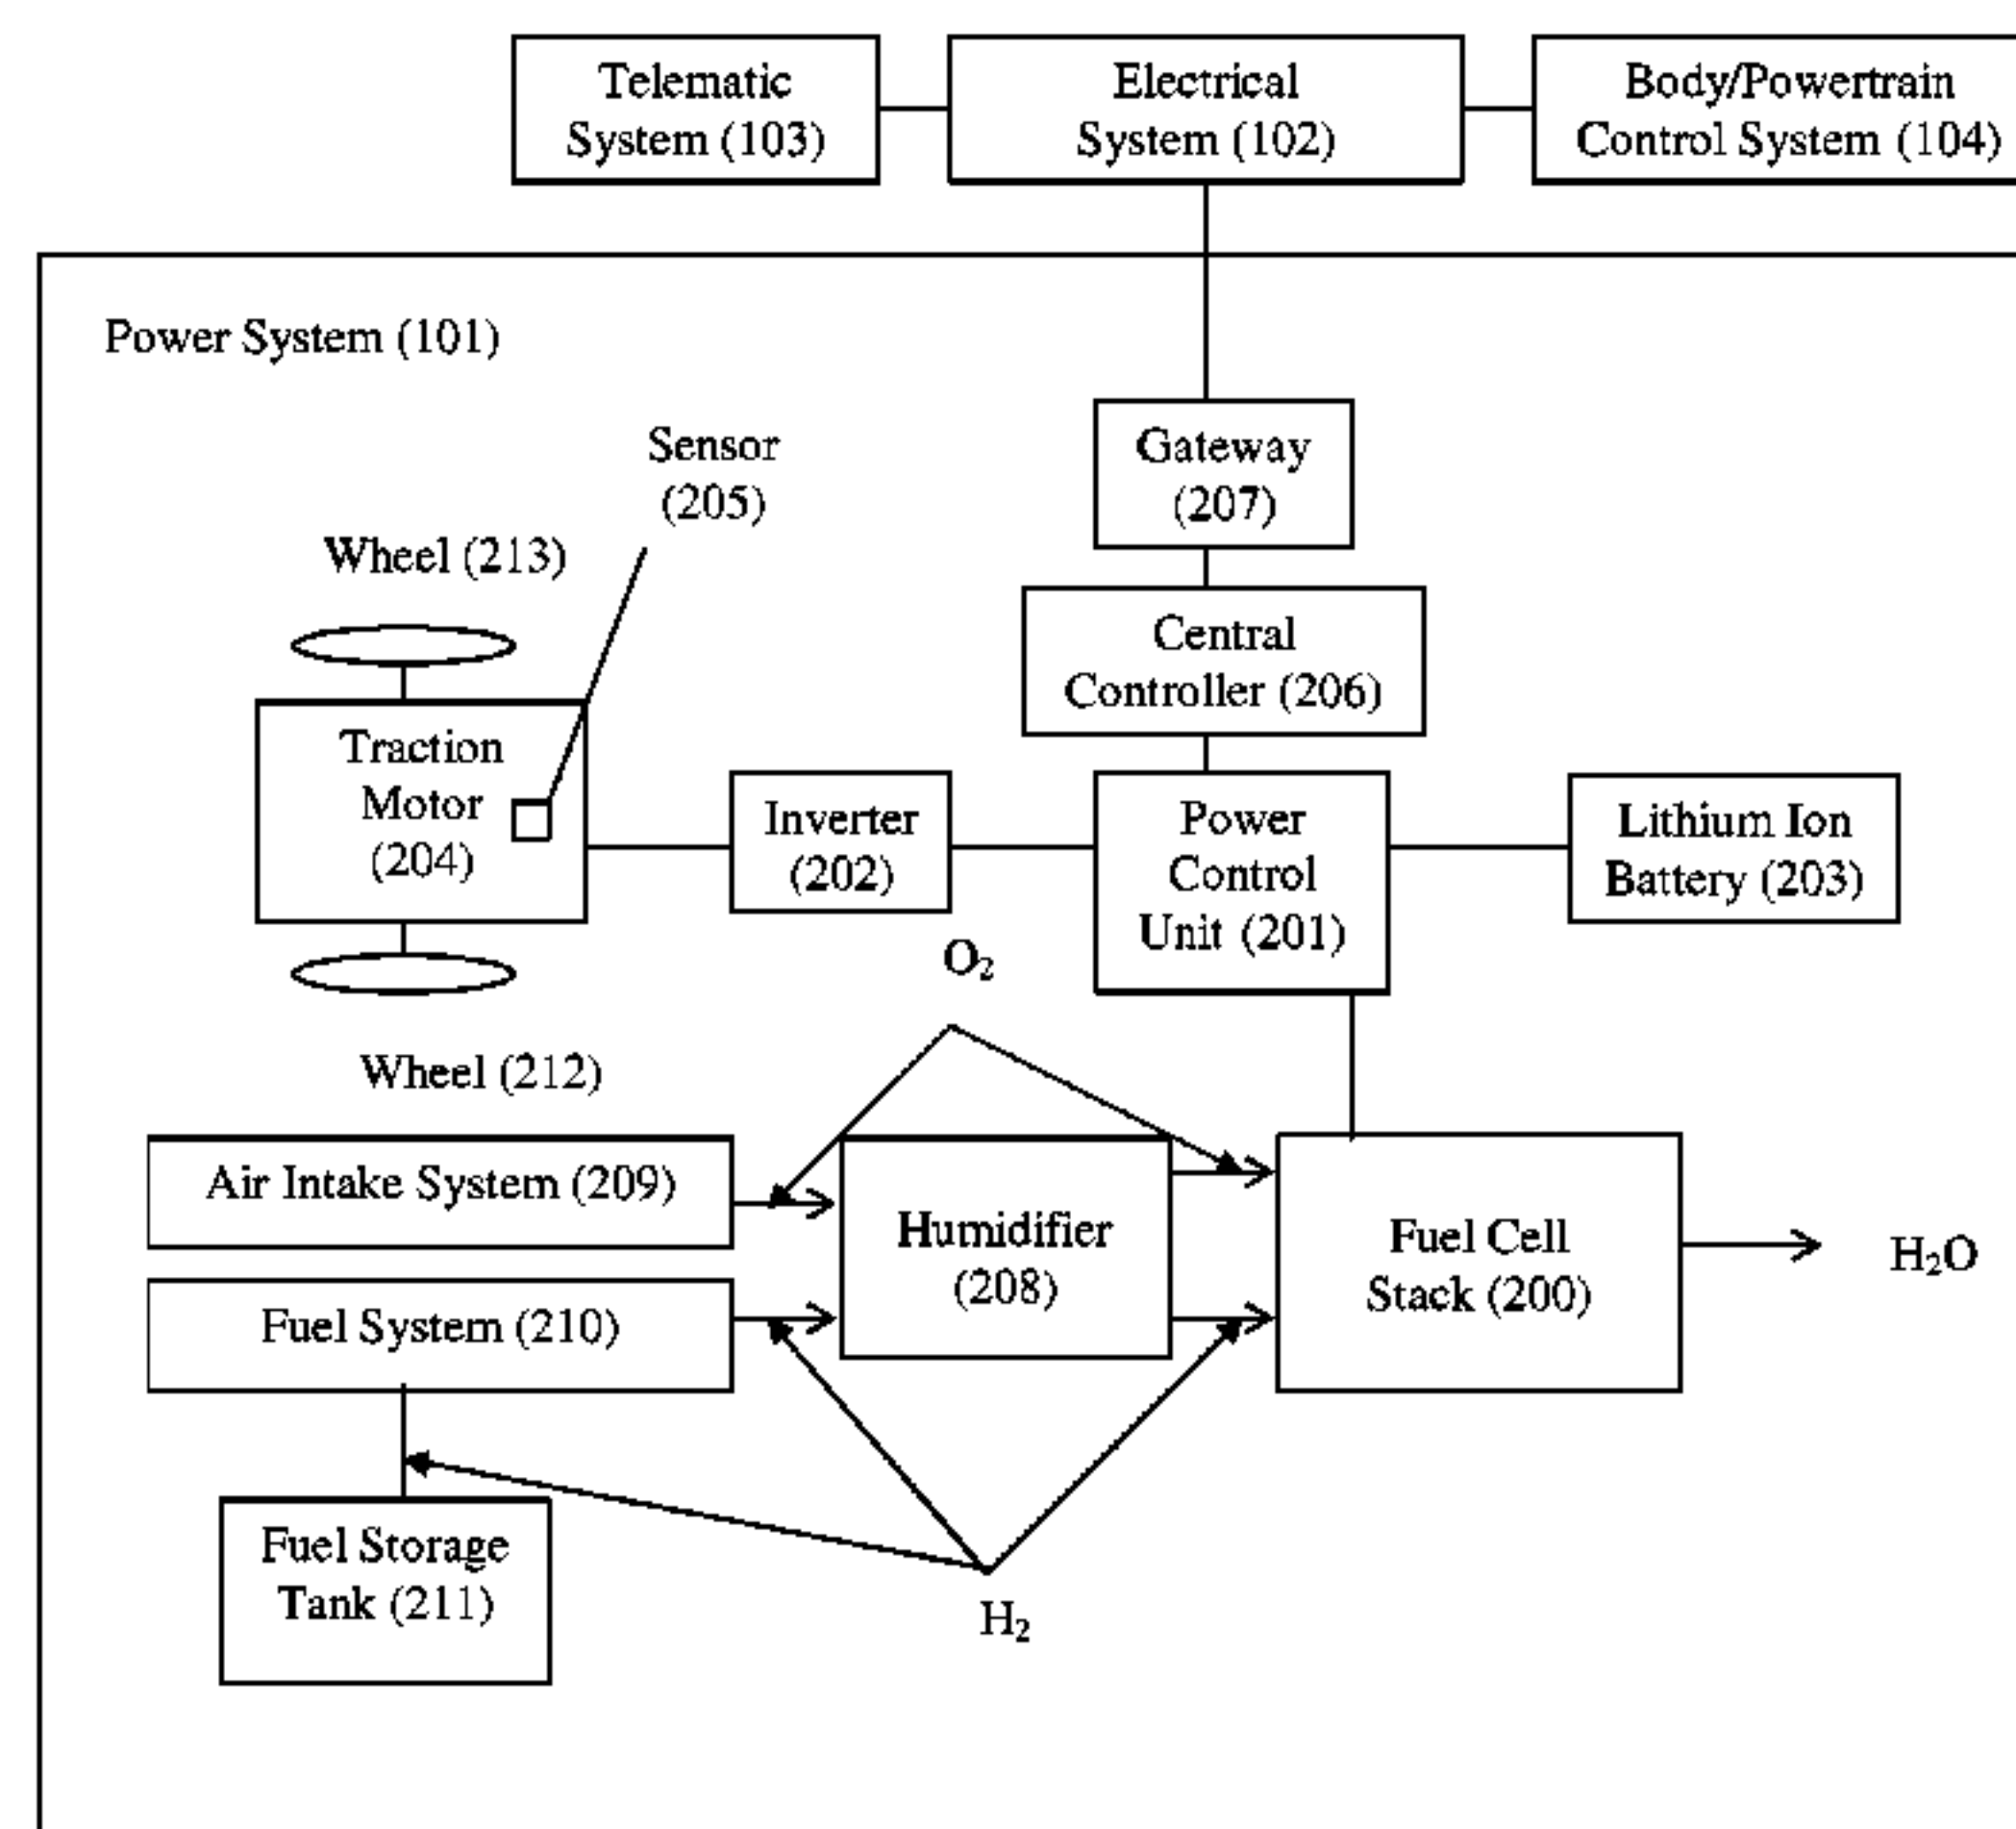 Telematic
System (103)
Electrical
System (102)
Body/Powertrain
Control System (104)
Power System (101)
Sensor
(205)
Gateway
(207)
Wheel (213)
Central
Controller (206)
Traction
Motor
(204)
Inverter
(202)
Power
Control
Unit (201)
Lithium Ion
Battery (203)
O₂
Wheel (212)
Air Intake System (209)
Humidifier
(208)
Fuel Cell
Stack (200)
H₂O
Fuel System (210)
Fuel Storage
Tank (211)
H₂